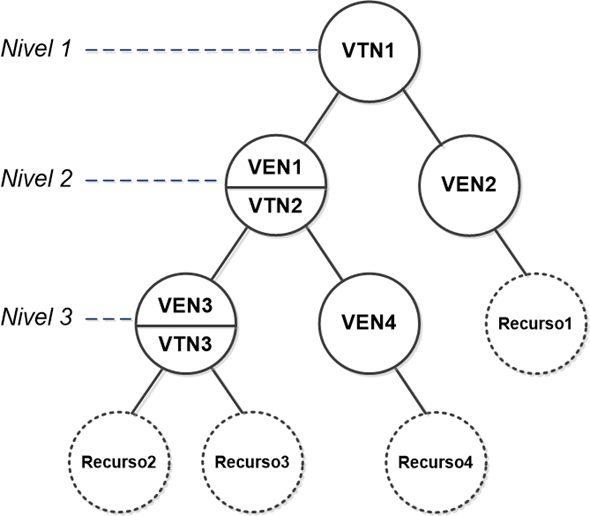 Nivel 1
VTN1
Nivel 2
VEN1
VTN2
VEN2
Nivel 3
VEN3
VTN3
VEN4
Recurso1
Recurso2
Recurso3
Recurso4